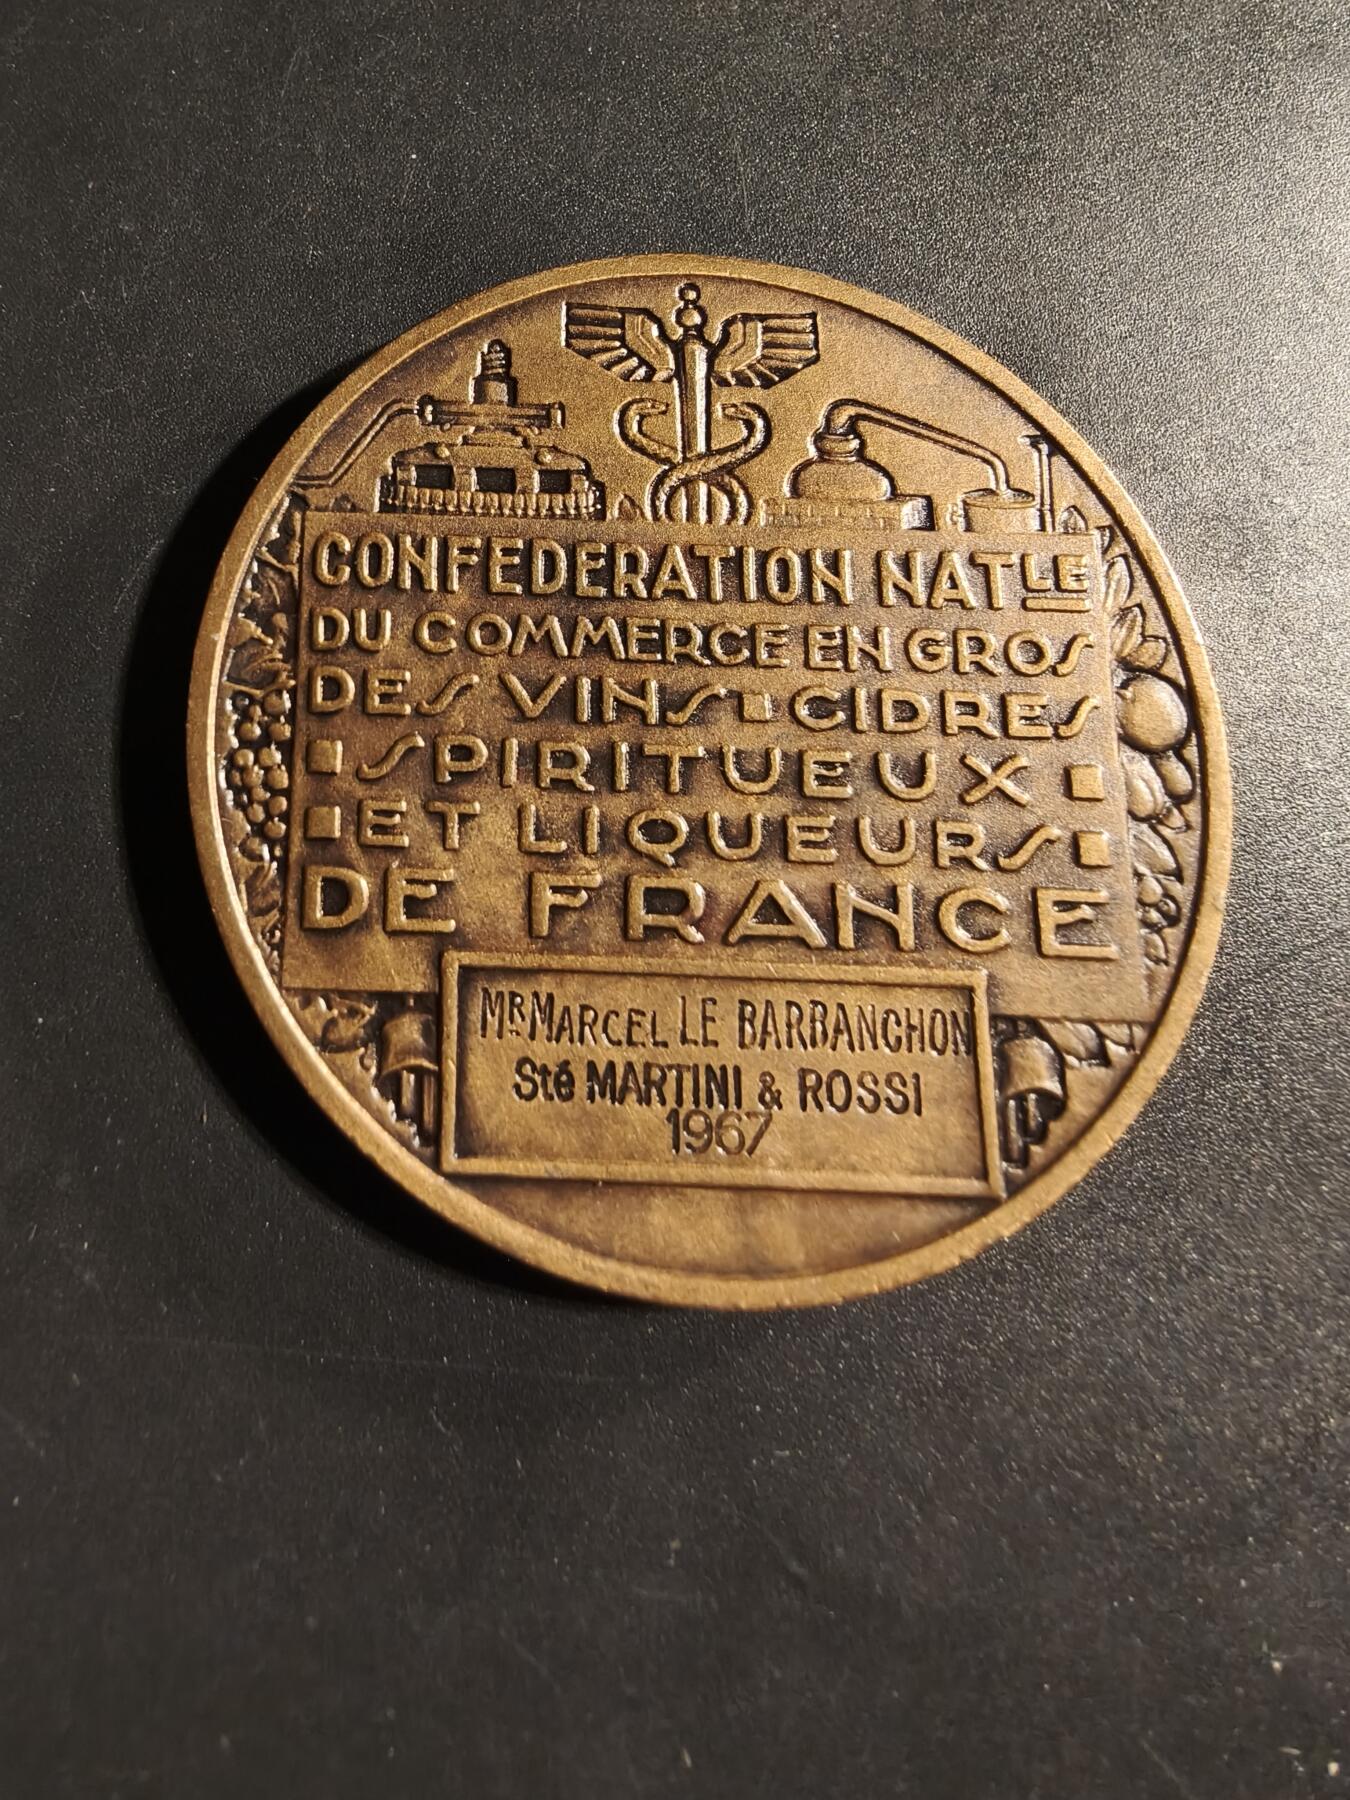 CONFEDERATION NATLE
DU COMMERCE EN GROS
DES VINS ▪ CIDRES
▪ SPIRITUEUX ▪
▪ ET LIQUEURS ▪
DE FRANCE
MR MARCEL LE BARBANCHON
Sté MARTINI & ROSSI
1967